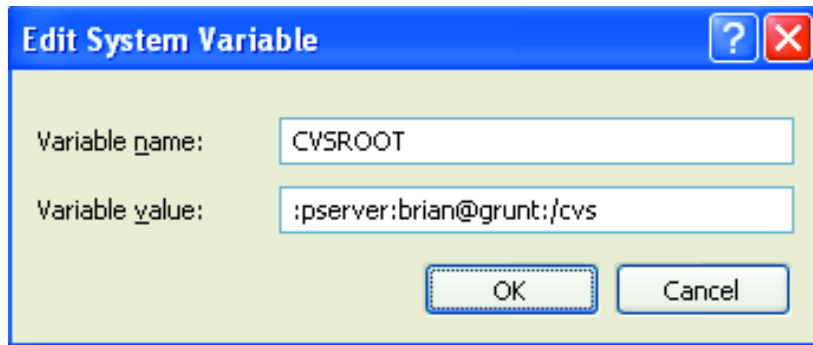 Edit System Variable
Variable name: CVSROOT
Variable value: :pserver:brian@grunt:/cvs
OK Cancel